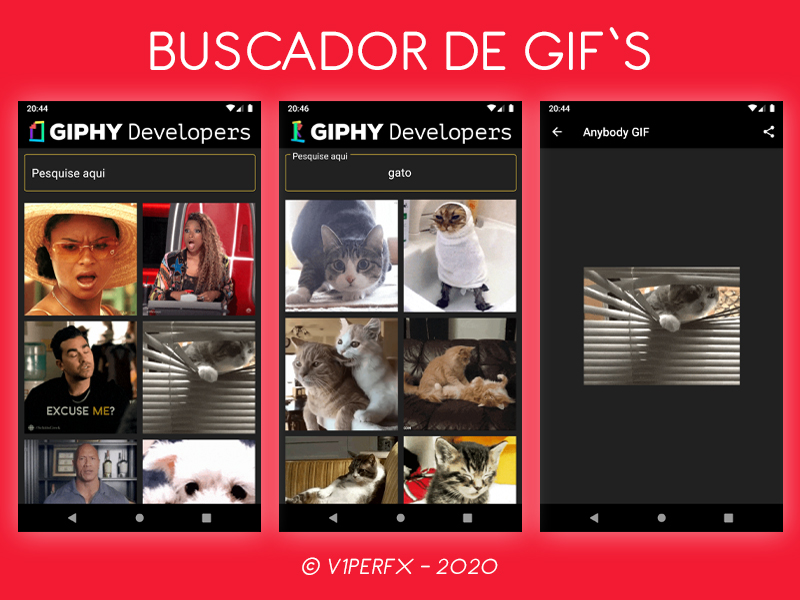 BUSCADOR DE GIF`S
20:44
GIPHY Developers
Pesquise aqui
EXCUSE ME?
20:46
GIPHY Developers
Pesquise aqui
gato
20:44
Anybody GIF
© V1PERFX - 2020